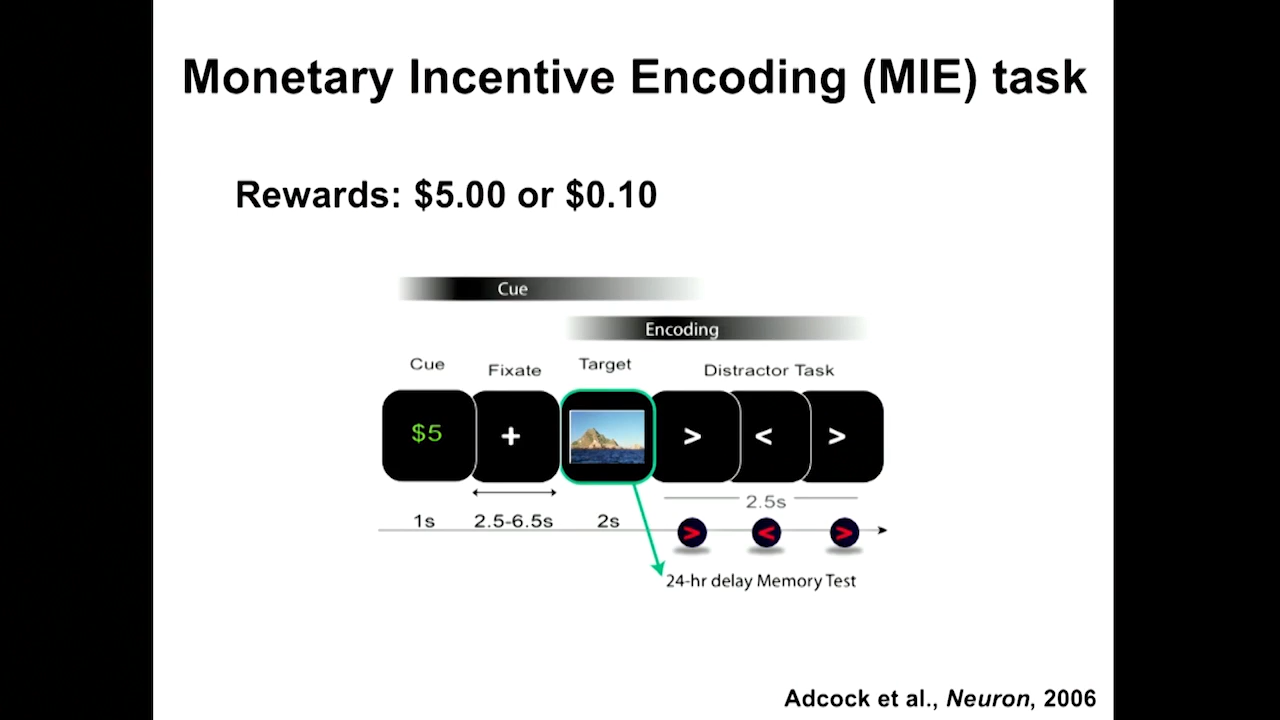 Monetary Incentive Encoding (MIE) task
Rewards: $5.00 or $0.10
Cue
Encoding
Cue
Fixate
Target
Distractor Task
$5
+
>
<
>
2.5s
1s
2.5-6.5s
2s
>
<
>
24-hr delay Memory Test
Adcock et al., Neuron, 2006